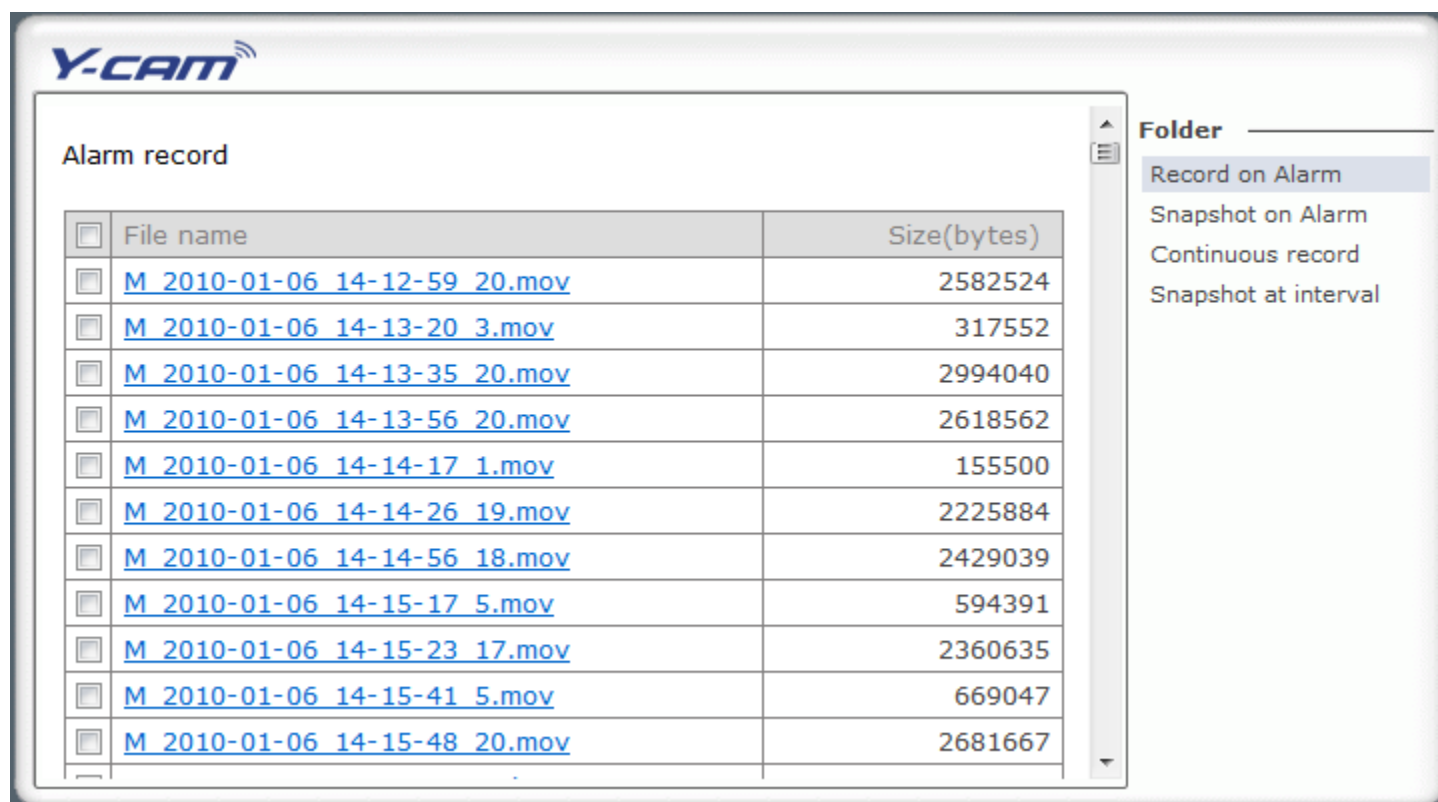 Y-cam
Alarm record
File name Size(bytes)
M_2010-01-06_14-12-59_20.mov 2582524
M_2010-01-06_14-13-20_3.mov 317552
M_2010-01-06_14-13-35_20.mov 2994040
M_2010-01-06_14-13-56_20.mov 2618562
M_2010-01-06_14-14-17_1.mov 155500
M_2010-01-06_14-14-26_19.mov 2225884
M_2010-01-06_14-14-56_18.mov 2429039
M_2010-01-06_14-15-17_5.mov 594391
M_2010-01-06_14-15-23_17.mov 2360635
M_2010-01-06_14-15-41_5.mov 669047
M_2010-01-06_14-15-48_20.mov 2681667
Folder
Record on Alarm
Snapshot on Alarm
Continuous record
Snapshot at interval